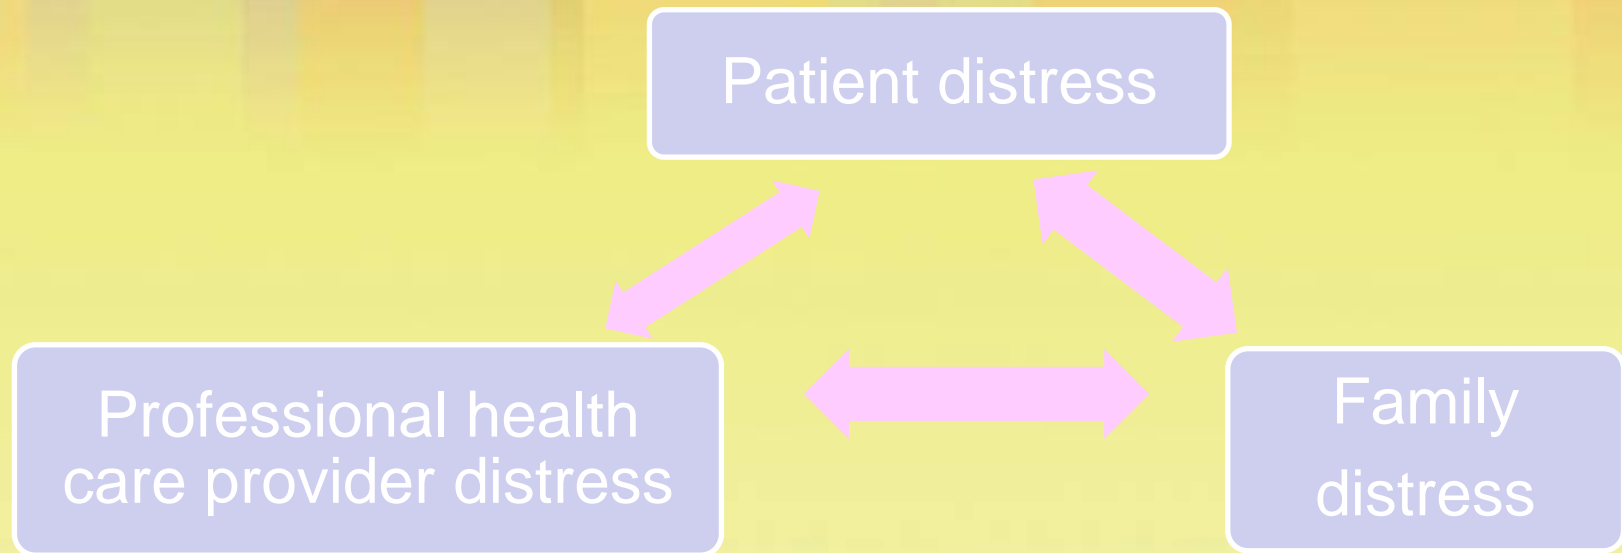 Patient distress
Professional health
care provider distress
Family
distress